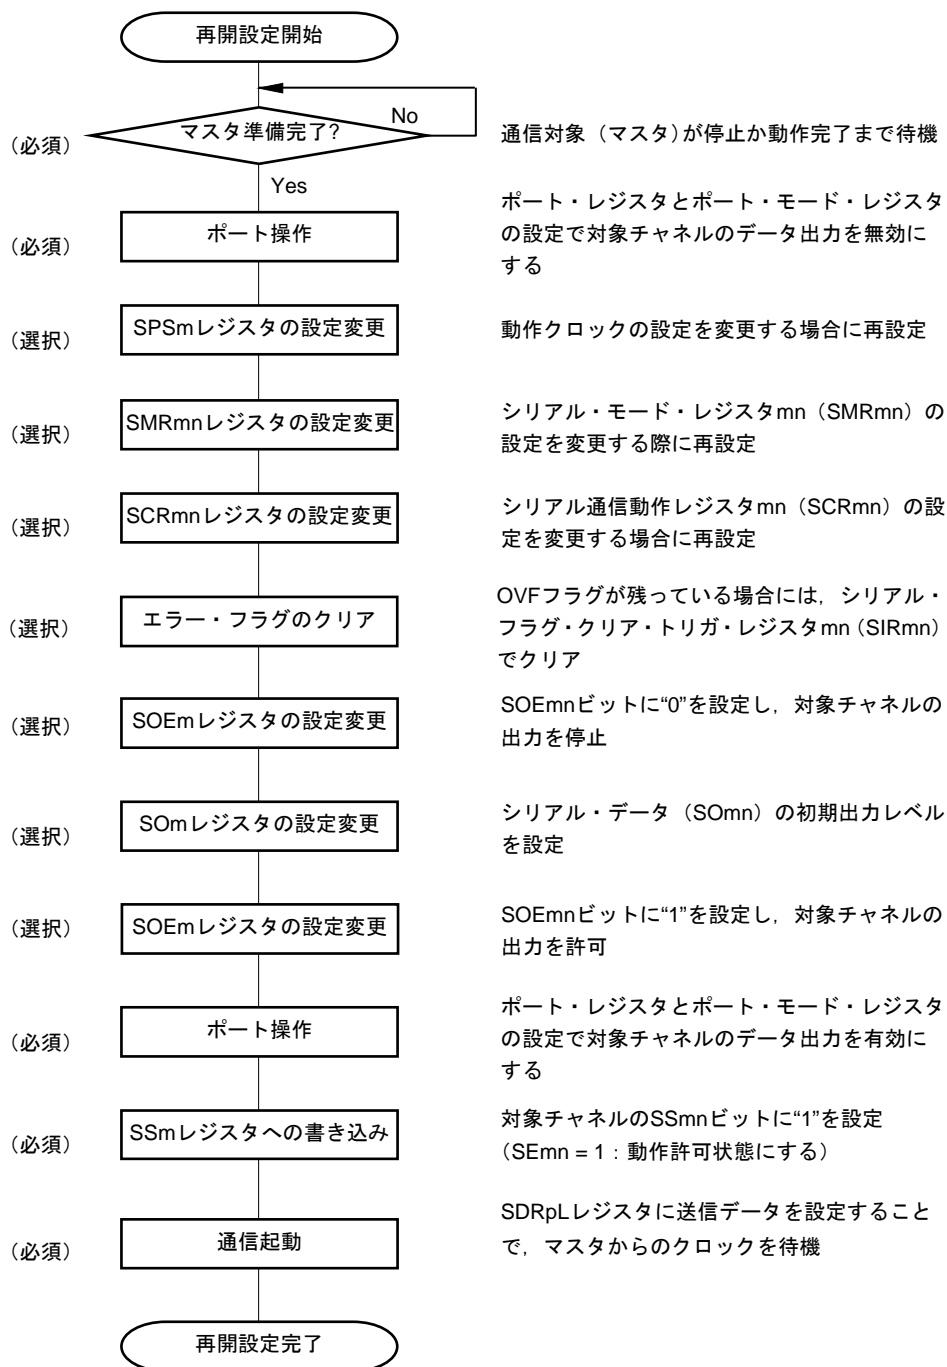 再開設定開始
マスタ準備完了?
No
(必須)
通信対象（マスタ）が停止か動作完了まで待機
Yes
(必須)
ポート操作
ポート・レジスタとポート・モード・レジスタ
の設定で対象チャネルのデータ出力を無効に
する
(選択)
SPSmレジスタの設定変更
動作クロックの設定を変更する場合に再設定
(選択)
SMRmnレジスタの設定変更
シリアル・モード・レジスタmn（SMRmn）の
設定を変更する際に再設定
(選択)
SCRmnレジスタの設定変更
シリアル通信動作レジスタmn（SCRmn）の設
定を変更する場合に再設定
(選択)
エラー・フラグのクリア
OVFフラグが残っている場合には，シリアル・
フラグ・クリア・トリガ・レジスタmn（SIRmn）
でクリア
(選択)
SOEmレジスタの設定変更
SOEmnビットに“0”を設定し，対象チャネルの
出力を停止
(選択)
SOmレジスタの設定変更
シリアル・データ（SOmn）の初期出力レベル
を設定
(選択)
SOEmレジスタの設定変更
SOEmnビットに“1”を設定し，対象チャネルの
出力を許可
(必須)
ポート操作
ポート・レジスタとポート・モード・レジスタ
の設定で対象チャネルのデータ出力を有効に
する
(必須)
SSmレジスタへの書き込み
対象チャネルのSSmnビットに“1”を設定
（SEmn = 1：動作許可状態にする）
(必須)
通信起動
SDRpLレジスタに送信データを設定すること
で，マスタからのクロックを待機
再開設定完了